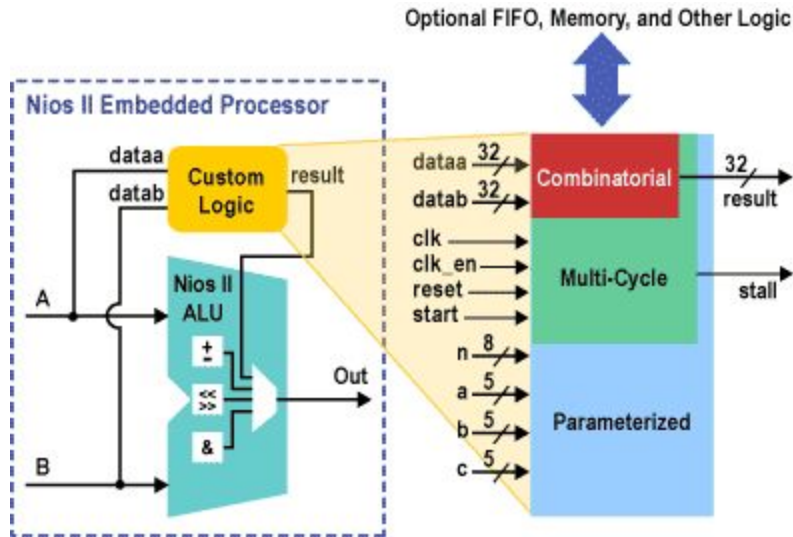 Optional FIFO, Memory, and Other Logic
Nios II Embedded Processor
dataa
datab
Custom
Logic
result
A
B
Nios II
ALU
+
−
<<
>>
&
Out
dataa 32
datab 32
clk
clk_en
reset
start
n 8
a 5
b 5
c 5
Combinatorial
Multi-Cycle
Parameterized
32
result
stall